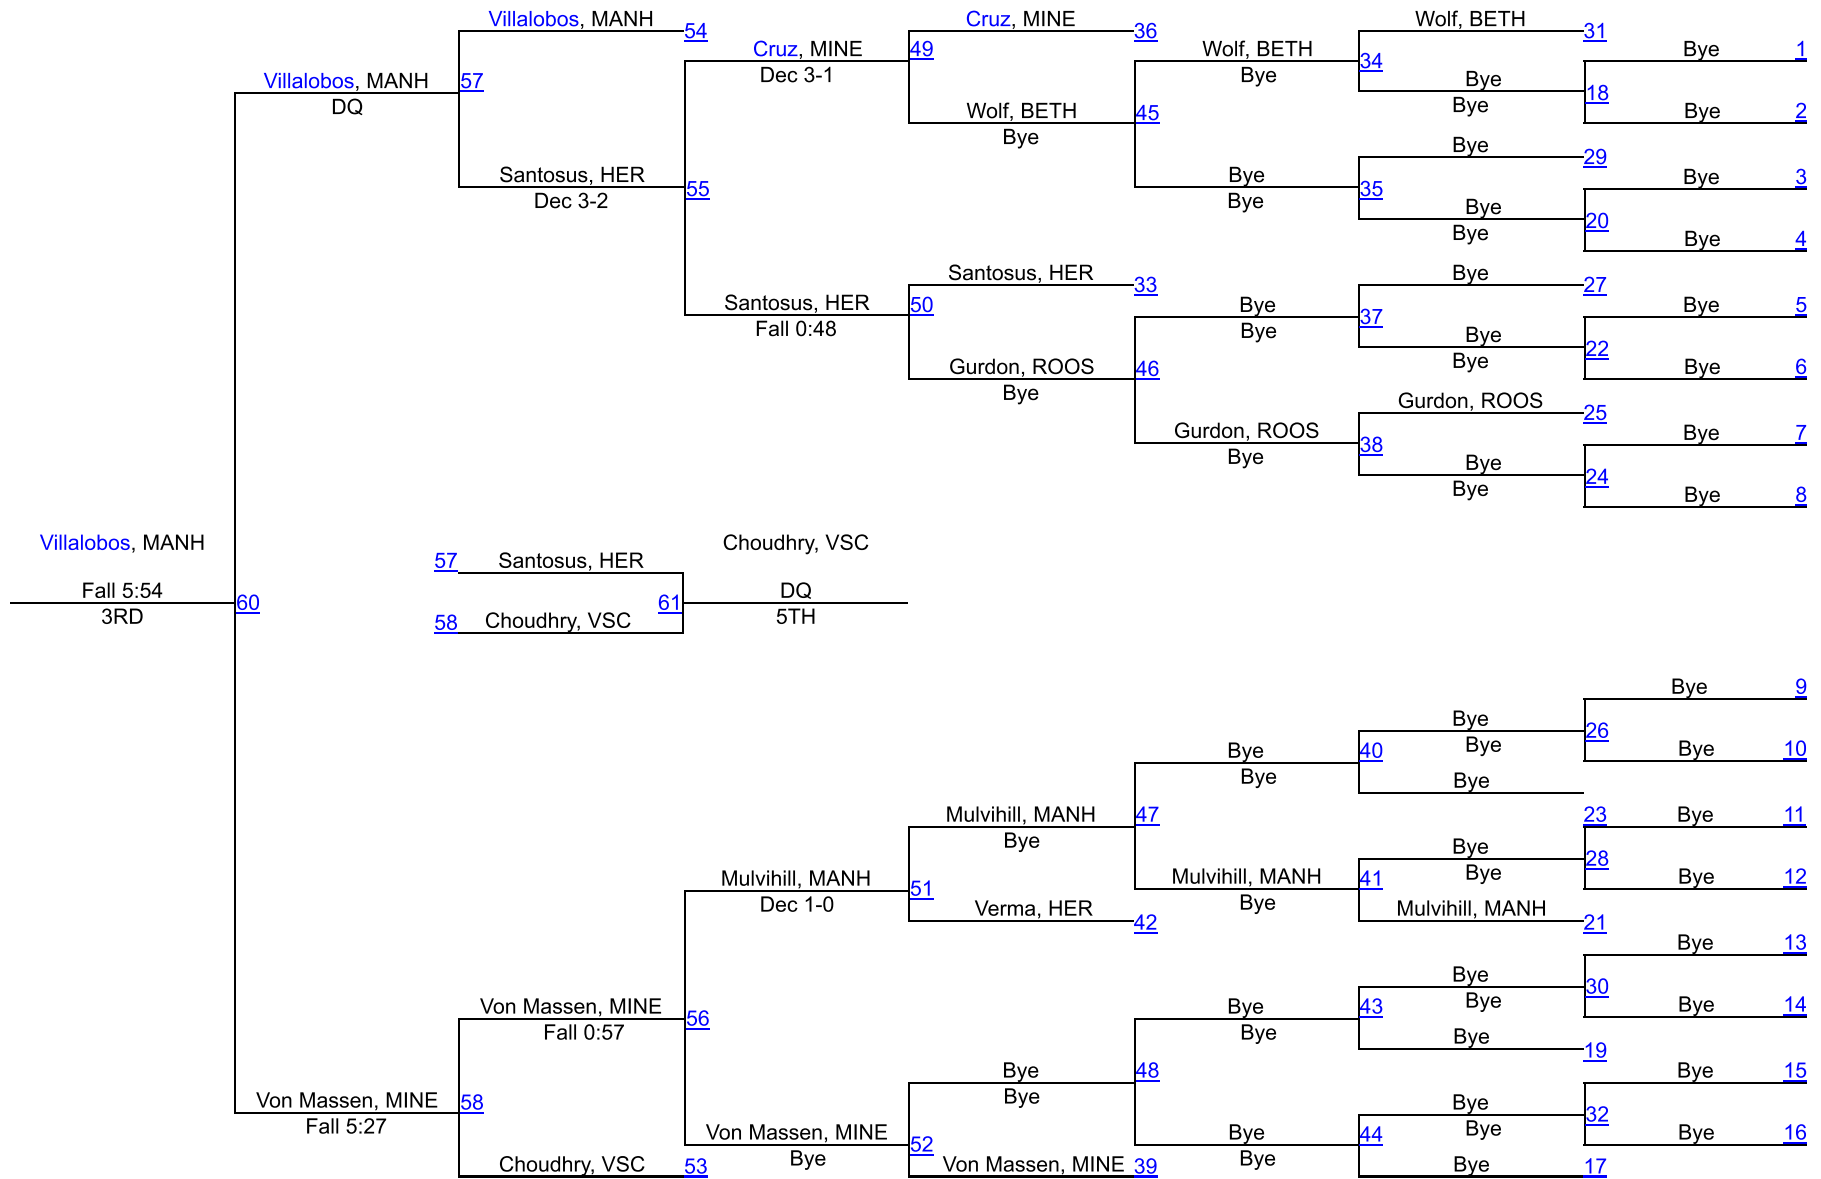 Villalobos, MANH
54
Cruz, MINE
36
Wolf, BETH
31
Cruz, MINE
49
Wolf, BETH
34
Bye
1
Villalobos, MANH
57
Dec 3-1
Bye
Bye
18
DQ
Wolf, BETH
45
Bye
Bye
2
Bye
Bye
29
Santosus, HER
55
Bye
35
Bye
3
Dec 3-2
Bye
Bye
20
Bye
Bye
4
Santosus, HER
33
Bye
27
Santosus, HER
50
Bye
37
Bye
5
Fall 0:48
Bye
Bye
22
Gurdon, ROOS
46
Bye
Bye
6
Bye
Gurdon, ROOS
25
Gurdon, ROOS
38
Bye
7
Bye
Bye
24
Bye
Bye
8
Villalobos, MANH
Choudhry, VSC
57
Santosus, HER
Fall 5:54
60
61
DQ
3RD
58
Choudhry, VSC
5TH
Bye
9
Bye
26
Bye
40
Bye
Bye
10
Bye
Bye
Mulvihill, MANH
47
23
Bye
11
Bye
Bye
28
Mulvihill, MANH
51
Mulvihill, MANH
41
Bye
Bye
12
Dec 1-0
Verma, HER
42
Bye
Mulvihill, MANH
21
Bye
13
Bye
30
Von Massen, MINE
56
Bye
43
Bye
Bye
14
Fall 0:57
Bye
Bye
19
Bye
48
Bye
15
Von Massen, MINE
58
Bye
Bye
32
Fall 5:27
Von Massen, MINE
52
Bye
44
Bye
Bye
16
Choudhry, VSC
53
Bye
Von Massen, MINE
39
Bye
Bye
17